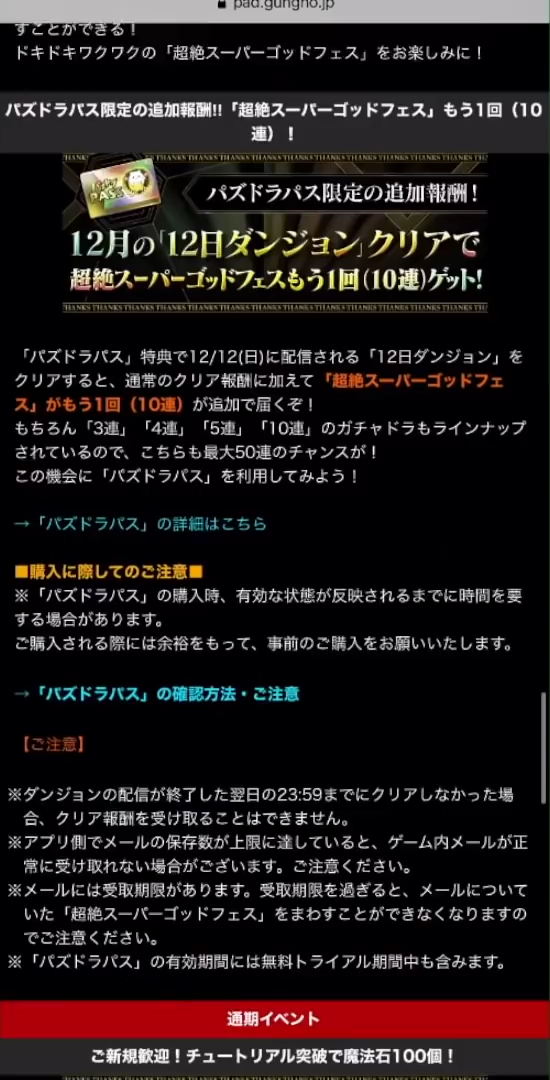 pad.gungho.jp
すことができる！
ドキドキワクワクの「超絶スーパーゴッドフェス」をお楽しみに！
パズドラパス限定の追加報酬!!「超絶スーパーゴッドフェス」もう1回（10
連）！
THANKS THANKS THANKS THANKS THANKS THANKS THANKS THANKS THANKS
パズドラ
PASS
パズドラパス限定の追加報酬！
12月の「12日ダンジョン」クリアで
超絶スーパーゴッドフェスもう1回(10連)ゲット!
THANKS THANKS THANKS THANKS THANKS THANKS THANKS THANKS THANKS
「パズドラパス」特典で12/12(日)に配信される「12日ダンジョン」を
クリアすると、通常のクリア報酬に加えて「超絶スーパーゴッドフェ
ス」がもう1回（10連）が追加で届くぞ！
もちろん「3連」「4連」「5連」「10連」のガチャドラもラインナップ
されているので、こちらも最大50連のチャンスが！
この機会に「パズドラパス」を利用してみよう！
→「パズドラパス」の詳細はこちら
■購入に際してのご注意■
※「パズドラパス」の購入時、有効な状態が反映されるまでに時間を要
する場合があります。
ご購入される際には余裕をもって、事前のご購入をお願いいたします。
→「パズドラパス」の確認方法・ご注意
【ご注意】
※ダンジョンの配信が終了した翌日の23:59までにクリアしなかった場
合、クリア報酬を受け取ることはできません。
※アプリ側でメールの保存数が上限に達していると、ゲーム内メールが正
常に受け取れない場合がございます。ご注意ください。
※メールには受取期限があります。受取期限を過ぎると、メールについて
いた「超絶スーパーゴッドフェス」をまわすことができなくなりますの
でご注意ください。
※「パズドラパス」の有効期間には無料トライアル期間中も含みます。
通期イベント
ご新規歓迎！チュートリアル突破で魔法石100個！